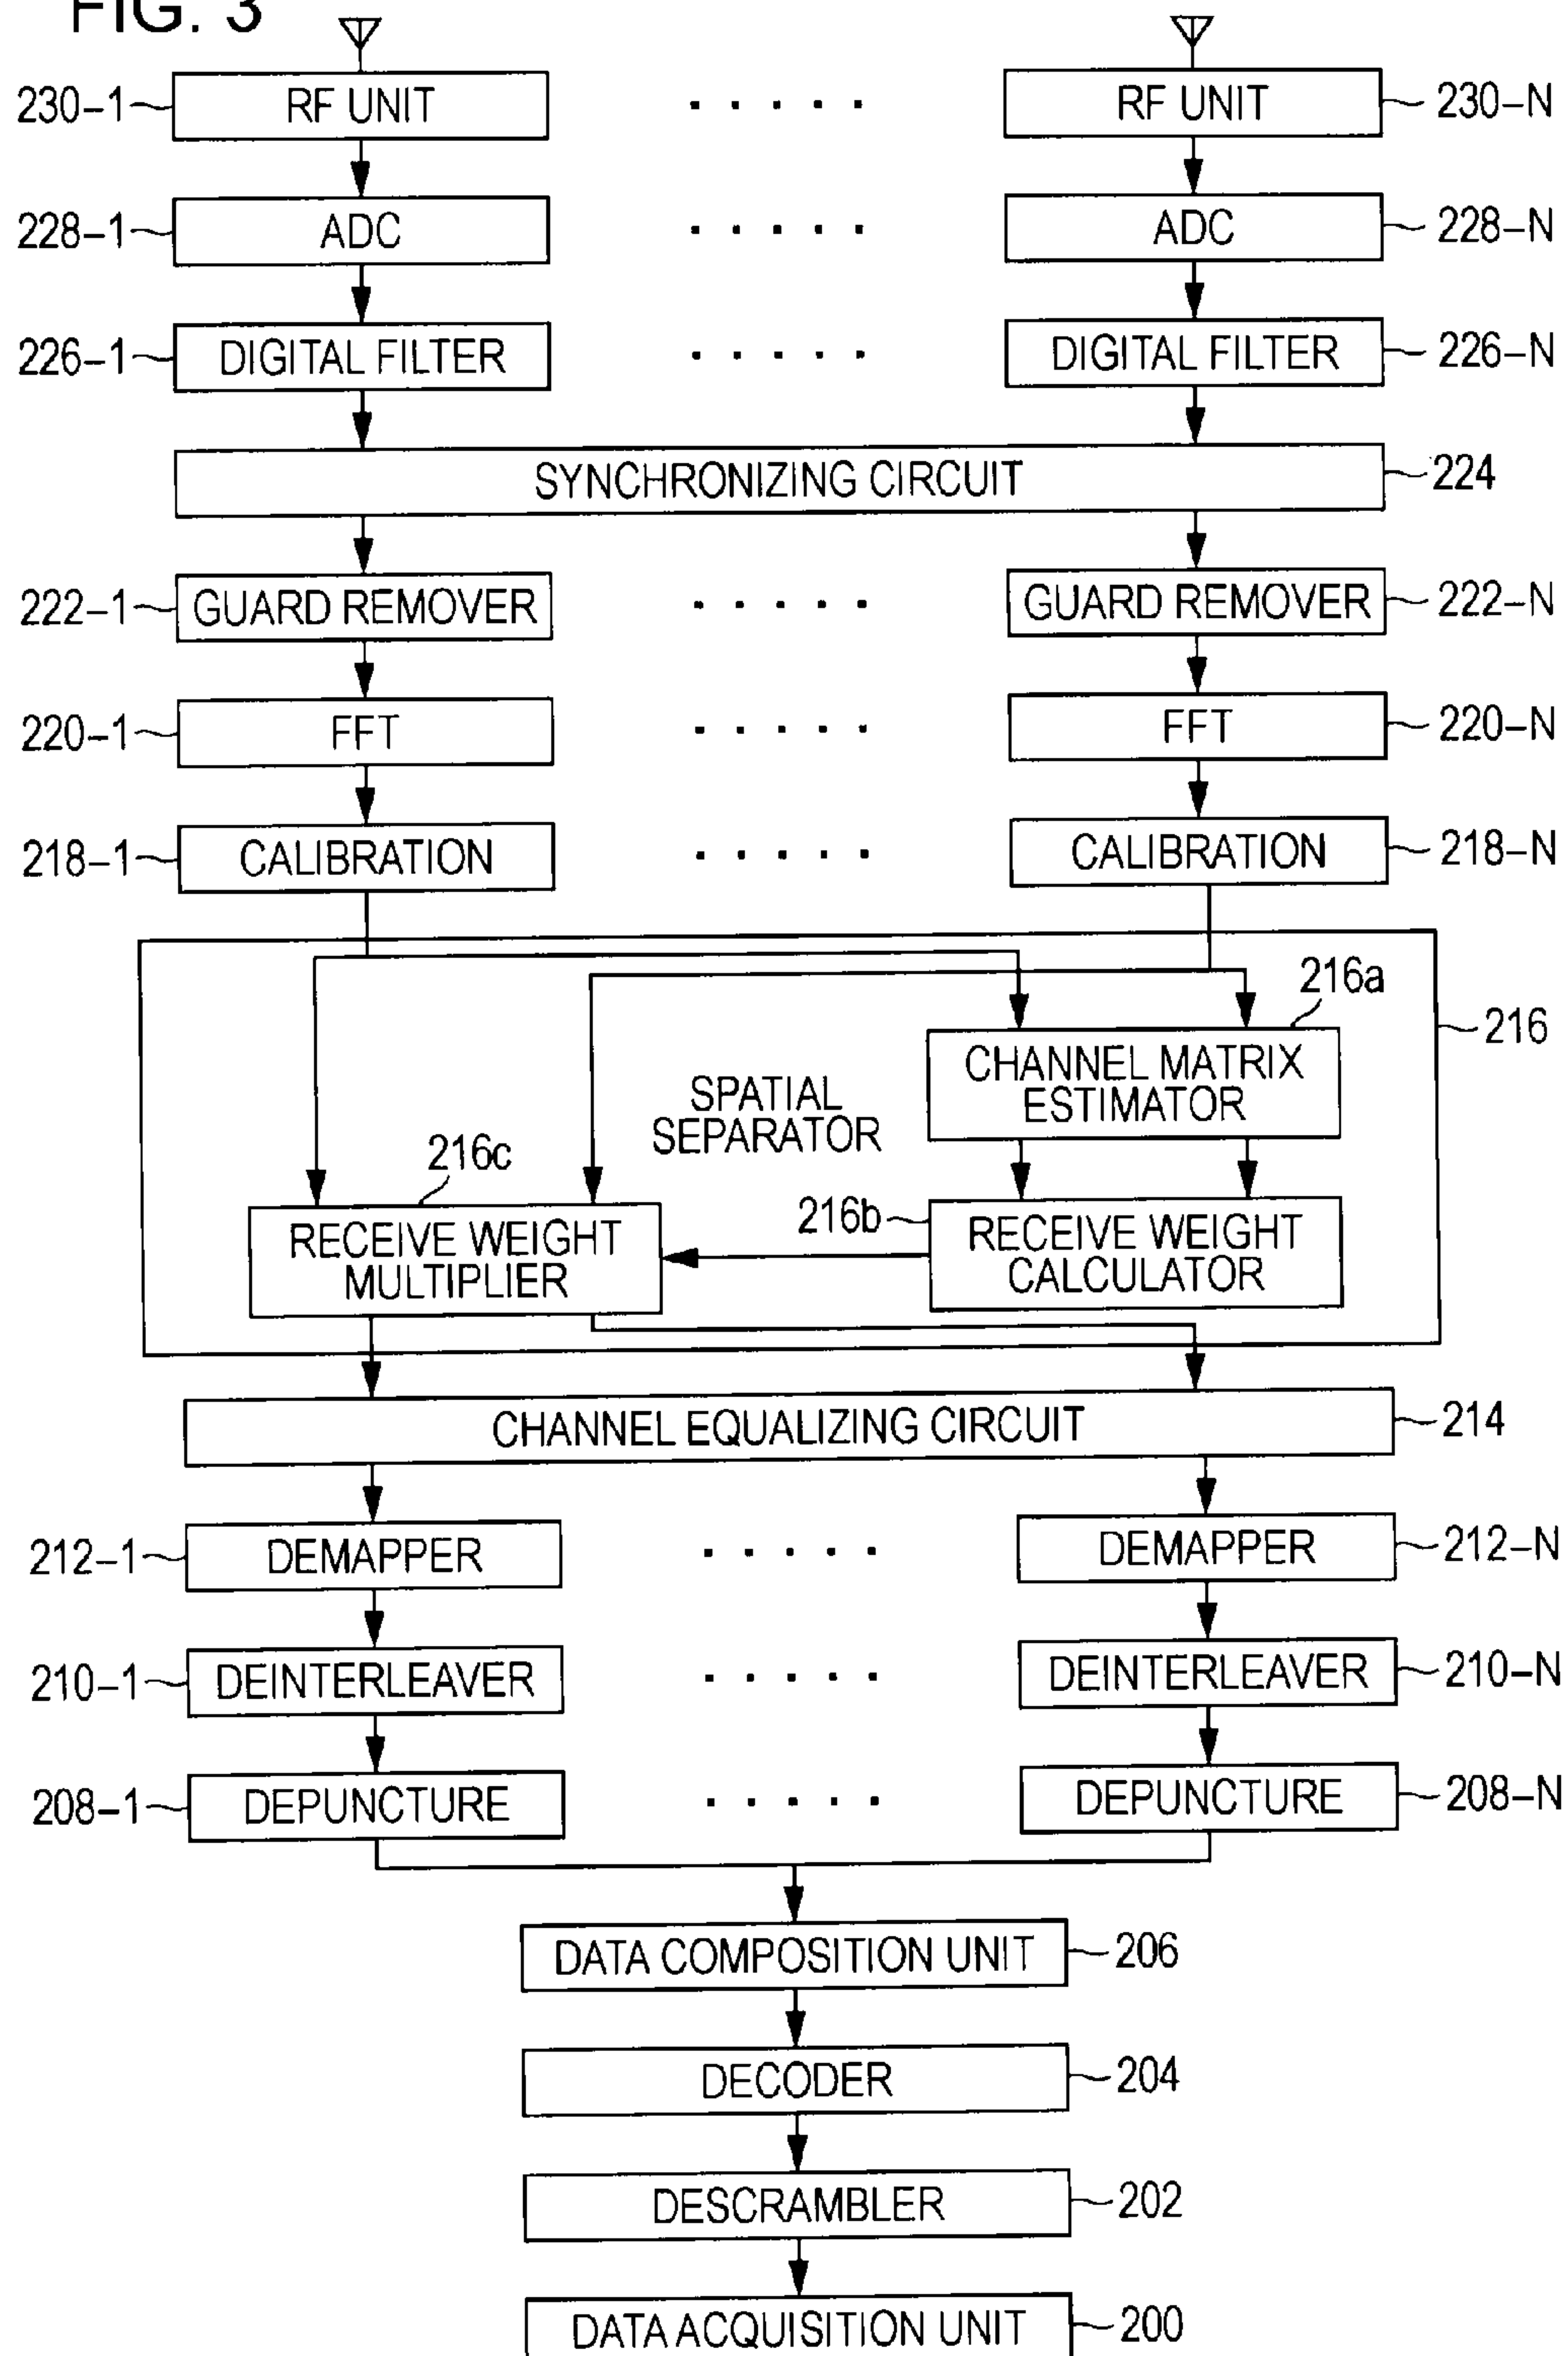 FIG. 3
230-1 RF UNIT RF UNIT 230-N
228-1 ADC ADC 228-N
226-1 DIGITAL FILTER DIGITAL FILTER 226-N
SYNCHRONIZING CIRCUIT 224
222-1 GUARD REMOVER GUARD REMOVER 222-N
220-1 FFT FFT 220-N
218-1 CALIBRATION CALIBRATION 218-N
216a
216
CHANNEL MATRIX
ESTIMATOR
SPATIAL
SEPARATOR
216c
216b
RECEIVE WEIGHT
MULTIPLIER
RECEIVE WEIGHT
CALCULATOR
CHANNEL EQUALIZING CIRCUIT 214
212-1 DEMAPPER DEMAPPER 212-N
210-1 DEINTERLEAVER DEINTERLEAVER 210-N
208-1 DEPUNCTURE DEPUNCTURE 208-N
DATA COMPOSITION UNIT 206
DECODER 204
DESCRAMBLER 202
DATA ACQUISITION UNIT 200